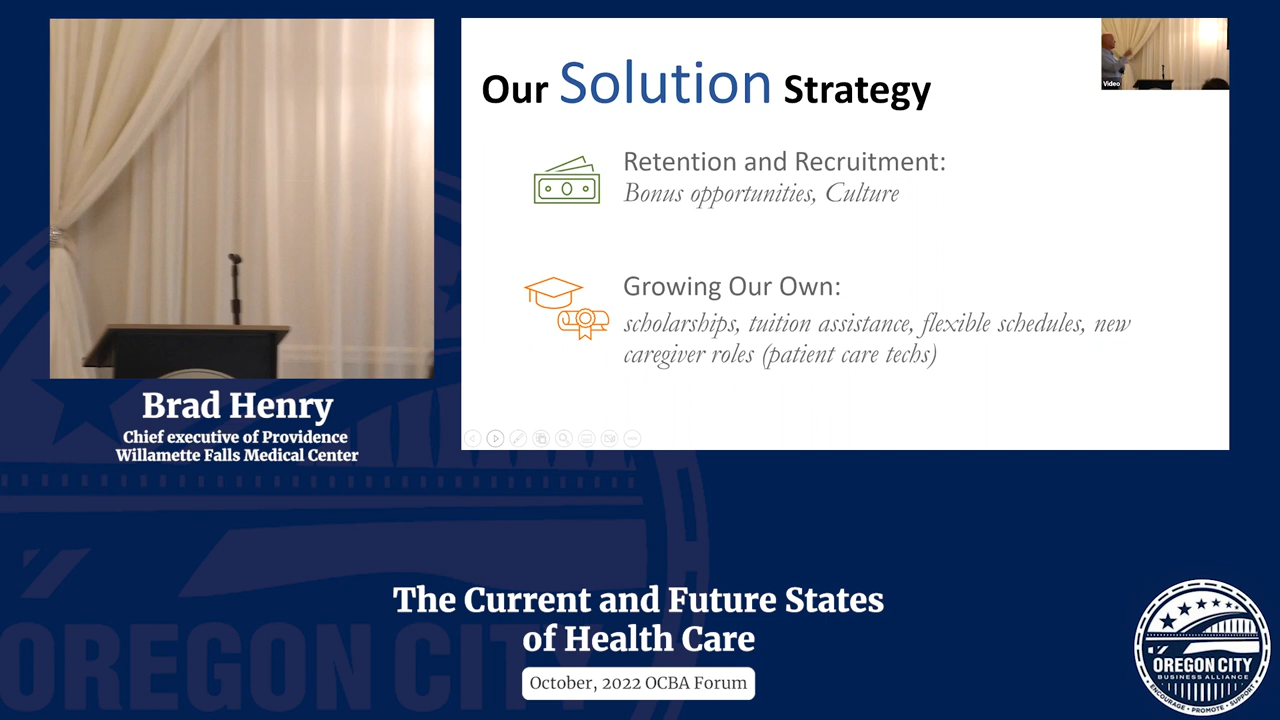 Our Solution Strategy
Video
Retention and Recruitment:
Bonus opportunities, Culture
Growing Our Own:
scholarships, tuition assistance, flexible schedules, new
caregiver roles (patient care techs)
Brad Henry
Chief executive of Providence
Willamette Falls Medical Center
The Current and Future States
of Health Care
October, 2022 OCBA Forum
OREGON CITY
BUSINESS ALLIANCE
ENCOURAGE • PROMOTE • SUPPORT
OREGON C